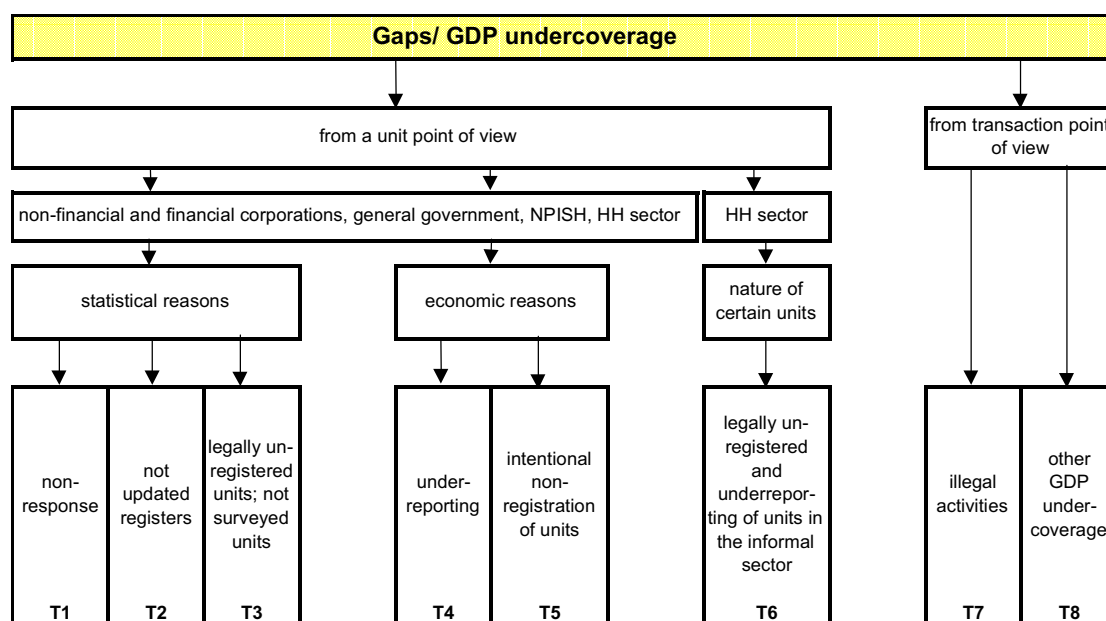 Gaps/ GDP undercoverage
from a unit point of view
from transaction point
of view
non-financial and financial corporations, general government, NPISH, HH sector
HH sector
statistical reasons
economic reasons
nature of
certain units
non-
response
T1
not
updated
registers
T2
legally un-
registered
units; not
surveyed
units
T3
under-
reporting
T4
intentional
non-
registration
of units
T5
legally un-
registered
and
underrepor-
ting of units in
the informal
sector
T6
illegal
activities
T7
other
GDP
under-
coverage
T8